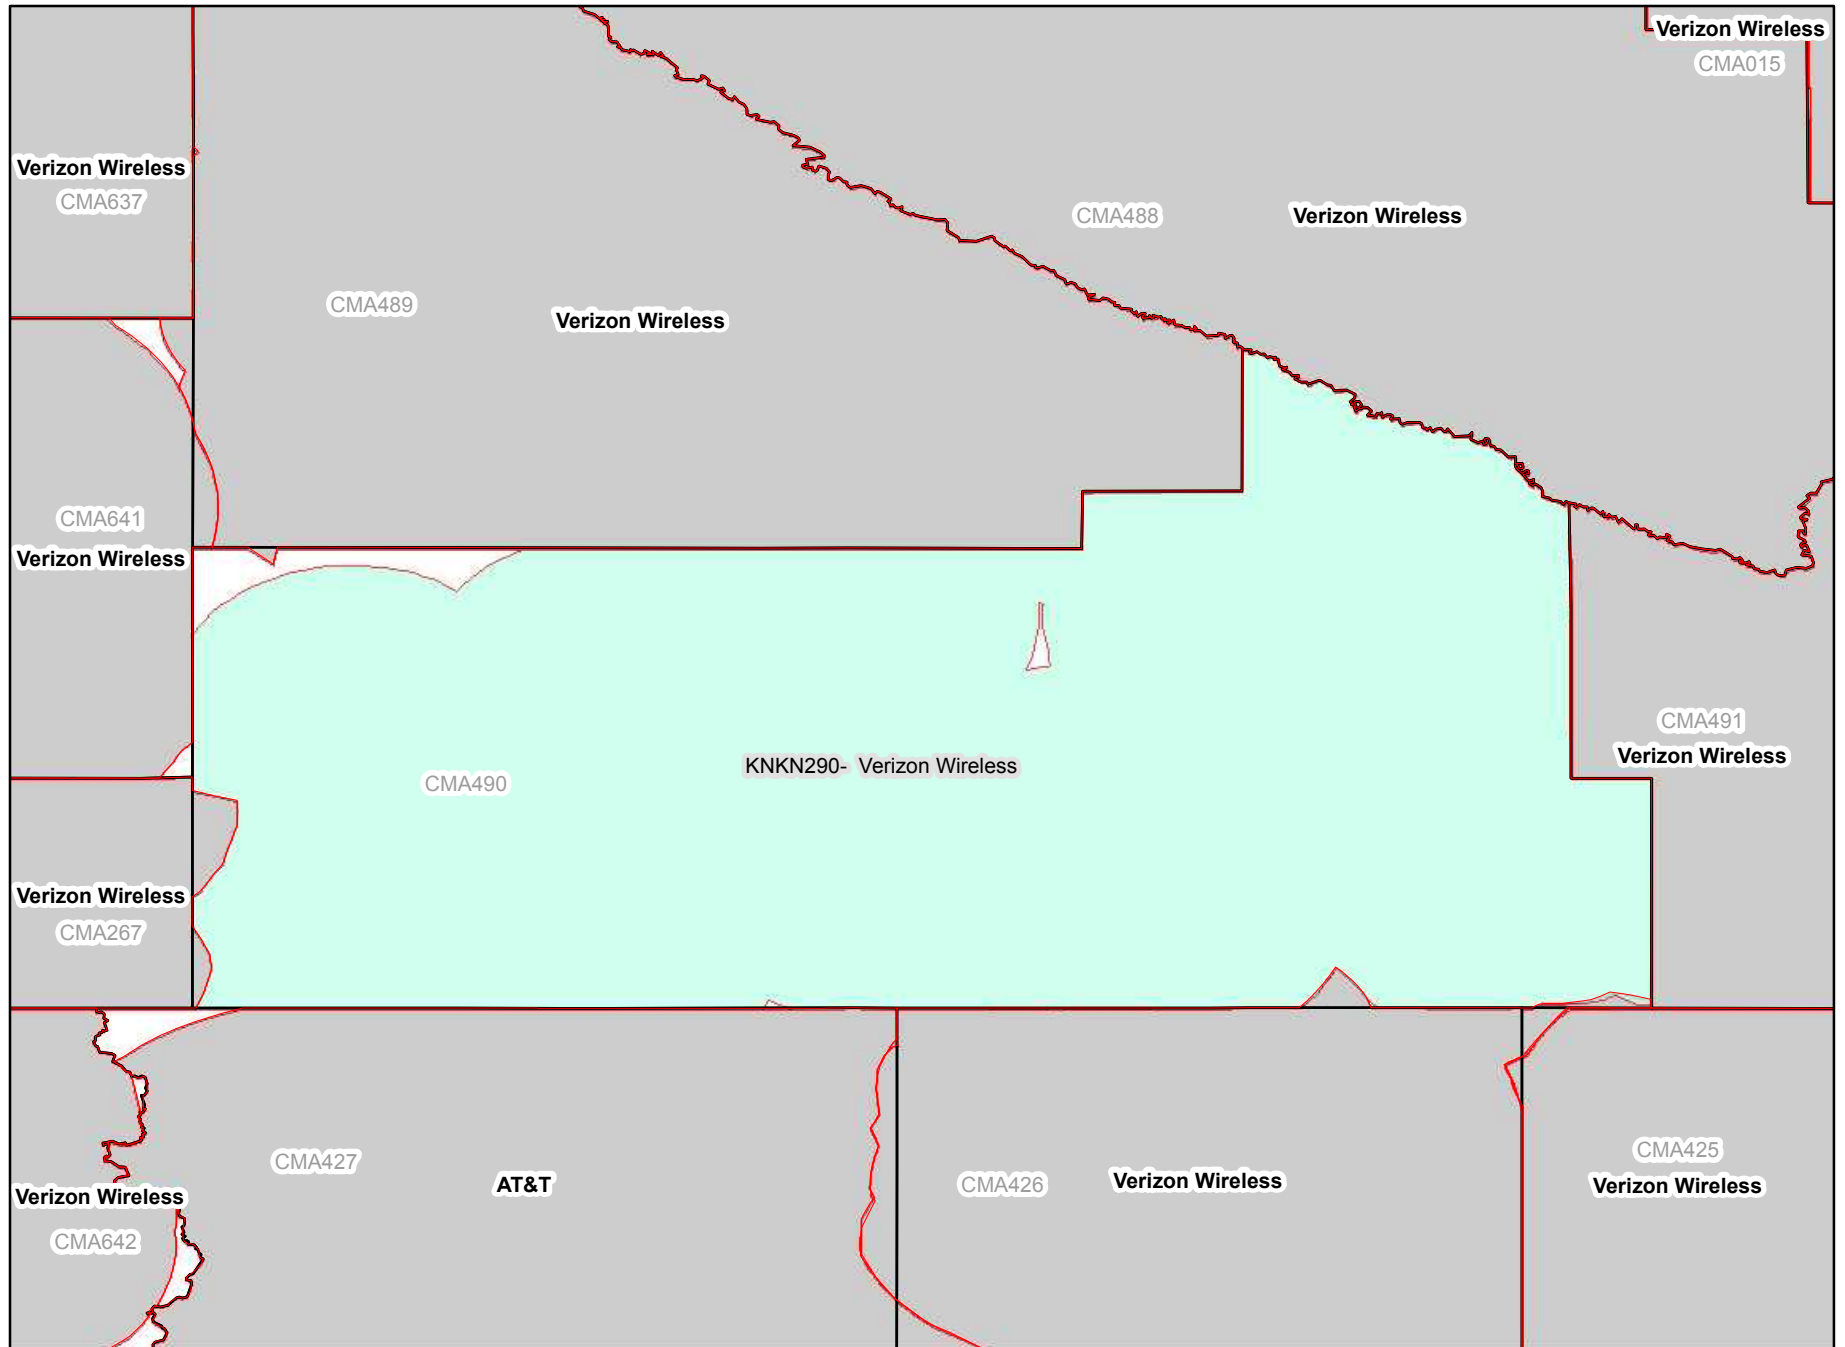 Verizon Wireless
CMA015
Verizon Wireless
CMA637
CMA488
Verizon Wireless
CMA489
Verizon Wireless
CMA641
Verizon Wireless
CMA491
Verizon Wireless
KNKN290- Verizon Wireless
CMA490
Verizon Wireless
CMA267
CMA427
AT&T
CMA426
Verizon Wireless
CMA425
Verizon Wireless
Verizon Wireless
CMA642